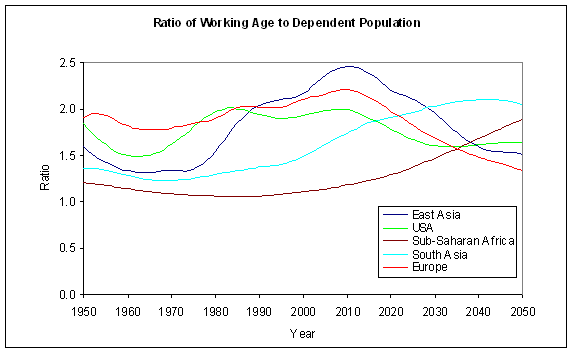 Ratio of Working Age to Dependent Population
2.5
2.0
1.5
1.0
0.5
0.0
Ratio
1950 1960 1970 1980 1990 2000 2010 2020 2030 2040 2050
Year
East Asia
USA
Sub-Saharan Africa
South Asia
Europe